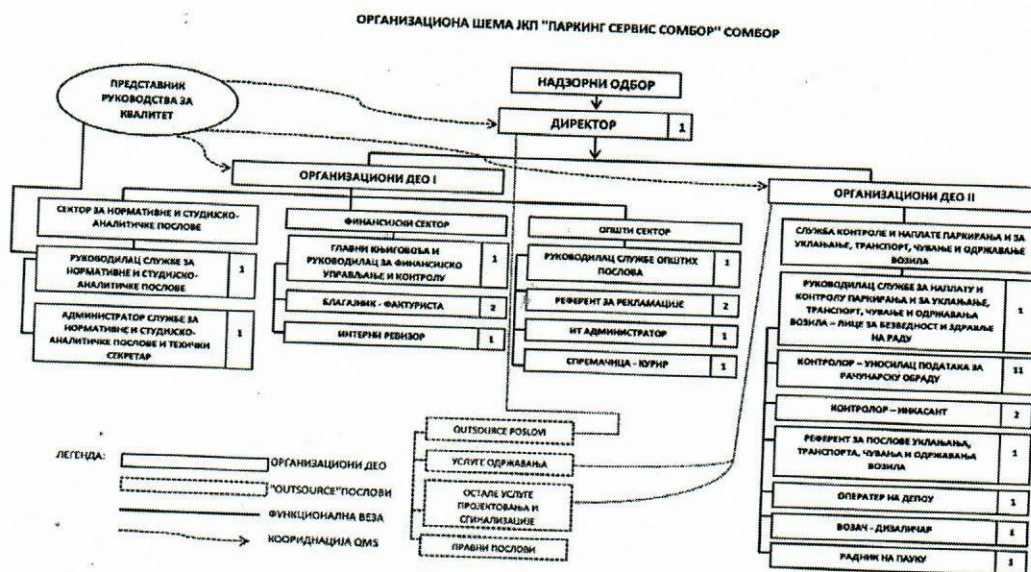 ОРГАНИЗАЦИОНА ШЕМА ЈКП "ПАРКИНГ СЕРВИС СОМБОР" СОМБОР
ПРЕДСТАВНИК
РУКОВОДСТВА ЗА
КВАЛИТЕТ
НАДЗОРНИ ОДБОР
ДИРЕКТОР 1
ОРГАНИЗАЦИОНИ ДЕО I
ОРГАНИЗАЦИОНИ ДЕО II
СЕКТОР ЗА НОРМАТИВНЕ И СТУДИЈСКО-
АНАЛИТИЧКЕ ПОСЛОВЕ
РУКОВОДИЛАЦ СЛУЖБЕ ЗА
НОРМАТИВНЕ И СТУДИЈСКО-
АНАЛИТИЧКЕ ПОСЛОВЕ
1
АДМИНИСТРАТОР СЛУЖБЕ ЗА
НОРМАТИВНЕ И СТУДИЈСКО-
АНАЛИТИЧКЕ ПОСЛОВЕ И ТЕХИЧКИ
СЕКРЕТАР
1
ФИНАНСИЈСКИ СЕКТОР
ГЛАВНИ КЊИГОВОЂА И
РУКОВОДИЛАЦ ЗА ФИНАНСИЈСКО
УПРАВЉАЊЕ И КОНТРОЛУ
1
БЛАГАЈНИК - ФАКТУРИСТА 2
ИНТЕРНИ РЕВИЗОР 1
ОПШТИ СЕКТОР
РУКОВОДИЛАЦ СЛУЖБЕ ОПШТИХ
ПОСЛОВА
1
РЕФЕРЕНТ ЗА РЕКЛАМАЦИЈЕ 2
ИТ АДМИНИСТРАТОР 1
СПРЕМАЧИЦА - КУРИР 1
СЛУЖБА КОНТРОЛЕ И НАПЛАТЕ ПАРКИРАЊА И ЗА
УКЛАЊАЊЕ, ТРАНСПОРТ, ЧУВАЊЕ И ОДРЖАВАЊЕ
ВОЗИЛА
РУКОВОДИЛАЦ СЛУЖБЕ ЗА НАПЛАТУ И
КОНТРОЛУ ПАРКИРАЊА И ЗА УКЛАЊАЊЕ,
ТРАНСПОРТ, ЧУВАЊЕ И ОДРЖАВАЊА
ВОЗИЛА – ЛИЦЕ ЗА БЕЗБЕДНОСТ И ЗДРАВЉЕ
НА РАДУ
1
КОНТРОЛОР – УНОСИЛАЦ ПОДАТАКА ЗА
РАЧУНАРСКУ ОБРАДУ
11
КОНТРОЛОР – ИНКАСАНТ 2
РЕФЕРЕНТ ЗА ПОСЛОВЕ УКЛАЊАЊА,
ТРАНСПОРТА, ЧУВАЊА И ОДРЖАВАЊА
ВОЗИЛА
1
ОПЕРАТЕР НА ДЕПОУ 1
ВОЗАЧ - ДИЗАЛИЧАР
РАДНИК НА ПАУКУ 1
OUTSOURCE POSLOVI
УСЛУГЕ ОДРЖАВАЊА
ОСТАЛЕ УСЛУГЕ
ПРОЈЕКТОВАЊА И
СГИНАЛИЗАЦИЈЕ
ПРАВНИ ПОСЛОВИ
ЛЕГЕНДА:
ОРГАНИЗАЦИОНИ ДЕО
"OUTSOURCE" ПОСЛОВИ
ФУНКЦИОНАЛНА ВЕЗА
КООРИДНАЦИЈА QMS